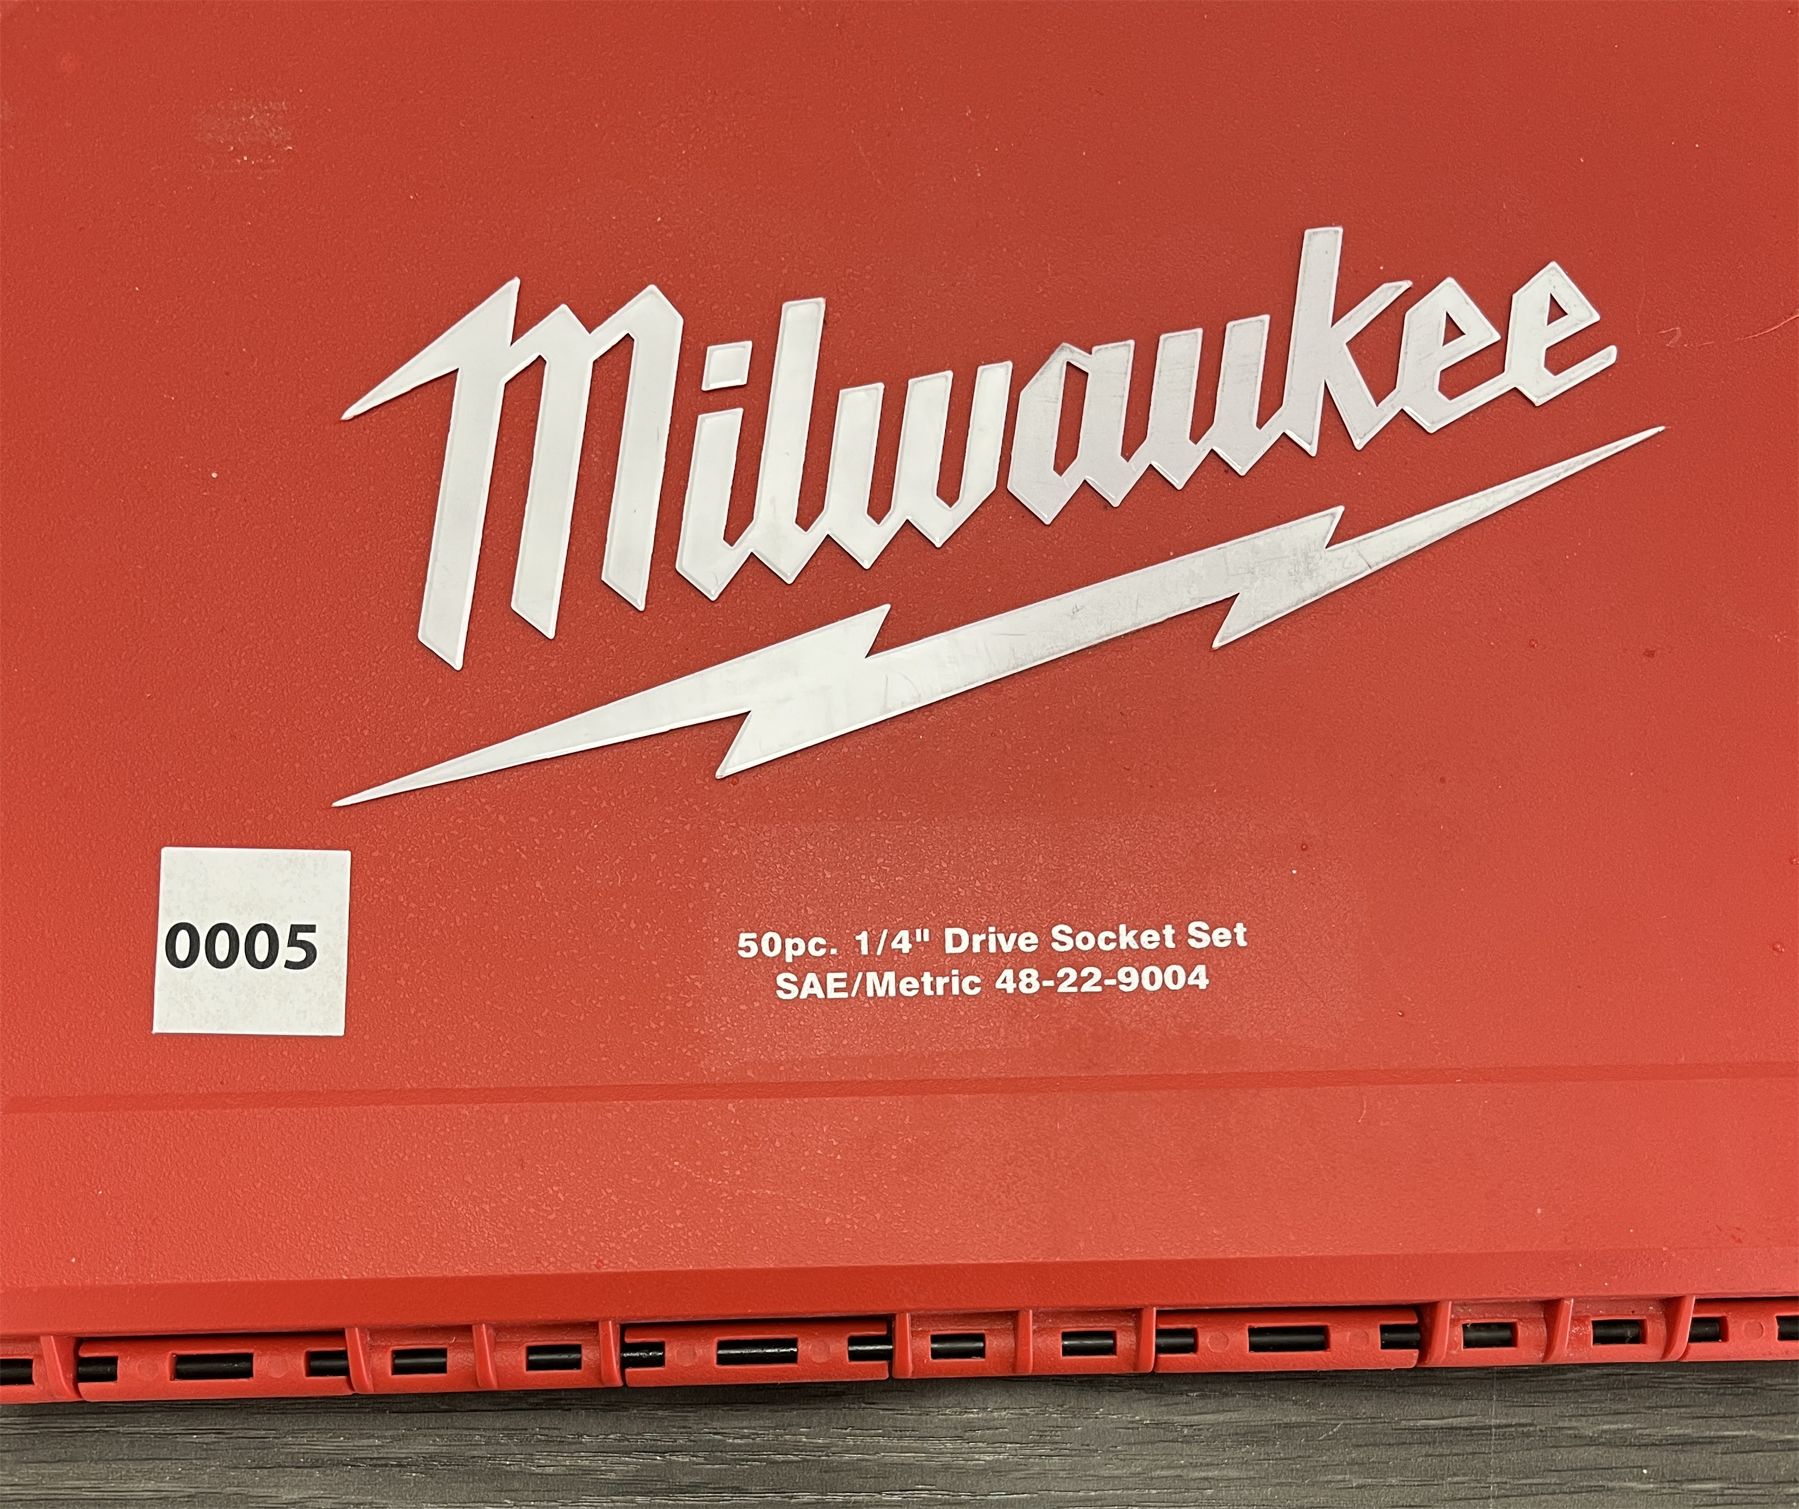 Milwaukee
0005
50pc. 1/4" Drive Socket Set
SAE/Metric 48-22-9004